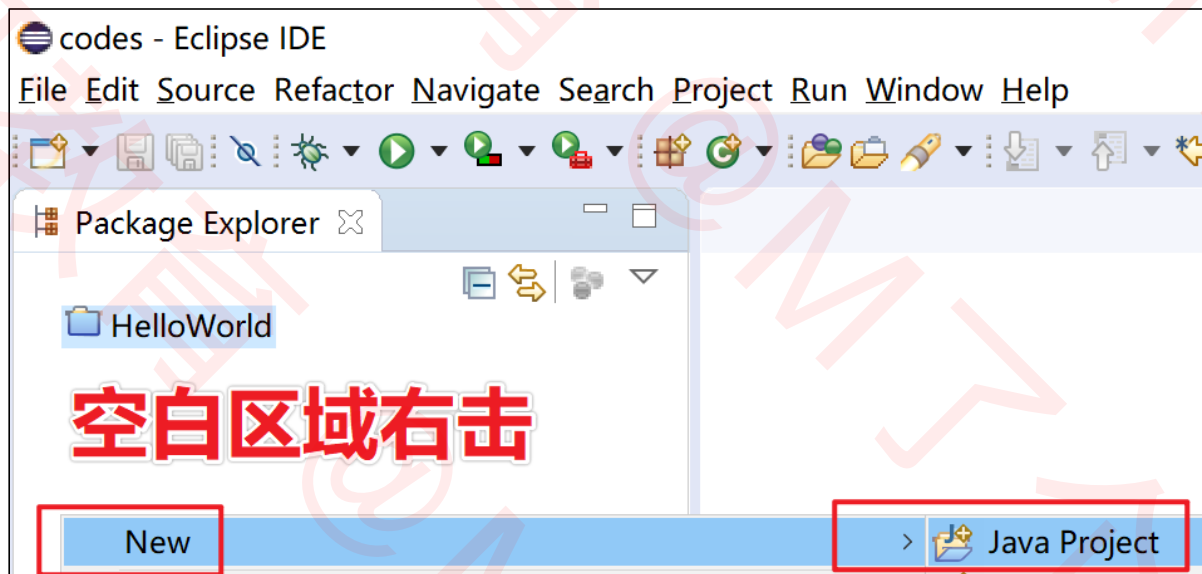 codes - Eclipse IDE
File Edit Source Refactor Navigate Search Project Run Window Help
Package Explorer
HelloWorld
空白区域右击
New > Java Project